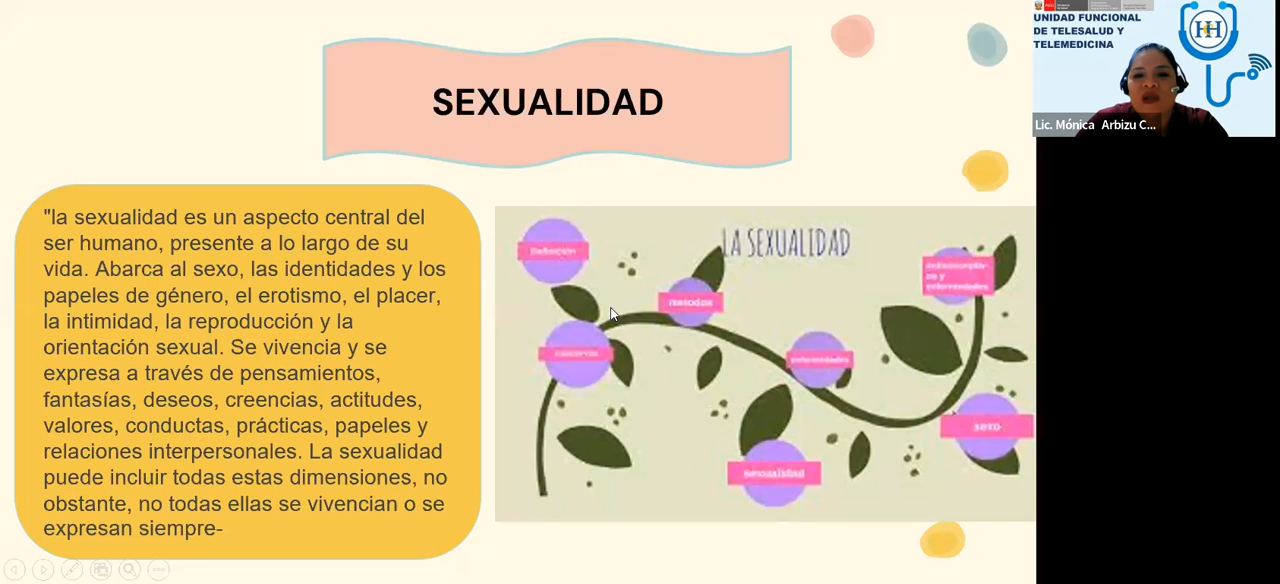 SEXUALIDAD
"la sexualidad es un aspecto central del
ser humano, presente a lo largo de su
vida. Abarca al sexo, las identidades y los
papeles de género, el erotismo, el placer,
la intimidad, la reproducción y la
orientación sexual. Se vivencia y se
expresa a través de pensamientos,
fantasías, deseos, creencias, actitudes,
valores, conductas, prácticas, papeles y
relaciones interpersonales. La sexualidad
puede incluir todas estas dimensiones, no
obstante, no todas ellas se vivencian o se
expresan siempre-
LA SEXUALIDAD
metodos
enfermedades
sexo
sexualidad
UNIDAD FUNCIONAL
DE TELESALUD Y
TELEMEDICINA
Lic. Mónica Arbizu C...